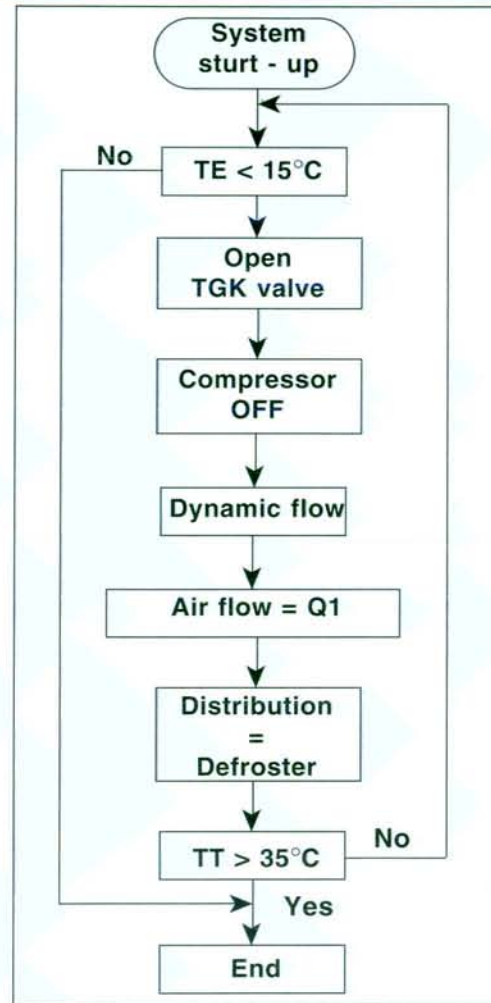 System
sturt - up
No
TE < 15°C
Open
TGK valve
Compressor
OFF
Dynamic flow
Air flow = Q1
Distribution
=
Defroster
No
TT > 35°C
Yes
End